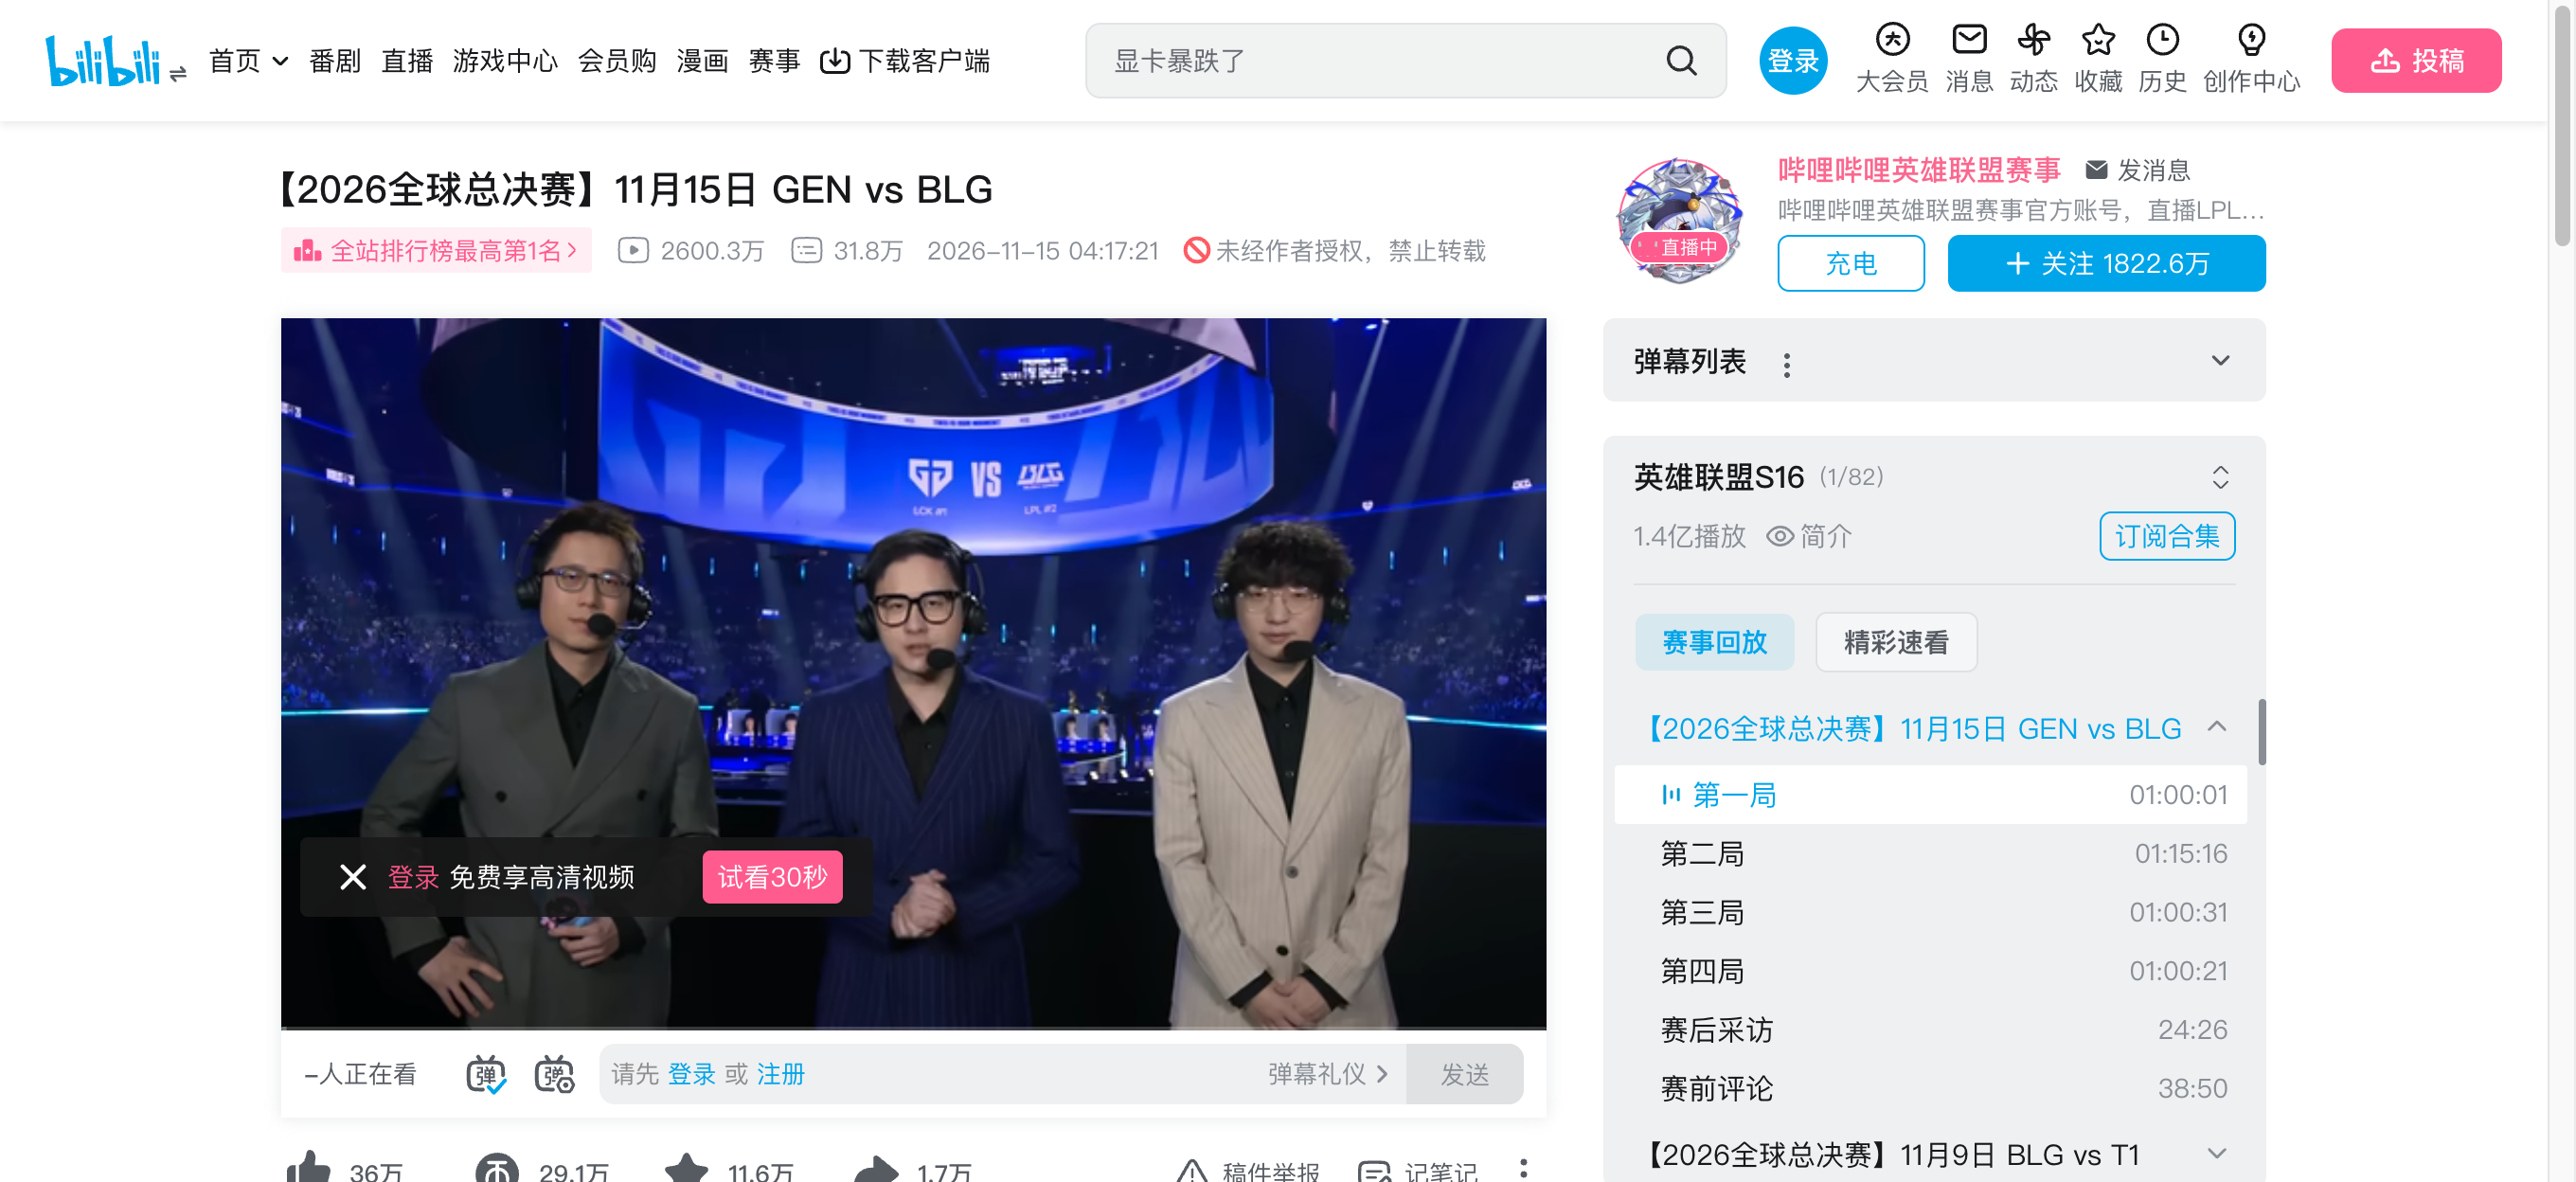 bilibili
首页 番剧 直播 游戏中心 会员购 漫画 赛事 下载客户端
显卡暴跌了
登录
大会员 消息 动态 收藏 历史 创作中心
投稿
【2026全球总决赛】11月15日 GEN vs BLG
全站排行榜最高第1名 2600.3万 31.8万 2026-11-15 04:17:21 未经作者授权，禁止转载
哔哩哔哩英雄联盟赛事 发消息
哔哩哔哩英雄联盟赛事官方账号，直播LPL...
直播中
充电
+ 关注 1822.6万
VS BLG
LCK #1 LPL #2
登录 免费享高清视频 试看30秒
-人正在看 弹 弹 请先 登录 或 注册 弹幕礼仪 发送
36万 29.1万 11.6万 1.7万 稿件举报 记笔记
弹幕列表
英雄联盟S16 (1/82)
1.4亿播放 简介 订阅合集
赛事回放 精彩速看
【2026全球总决赛】11月15日 GEN vs BLG
第一局 01:00:01
第二局 01:15:16
第三局 01:00:31
第四局 01:00:21
赛后采访 24:26
赛前评论 38:50
【2026全球总决赛】11月9日 BLG vs T1